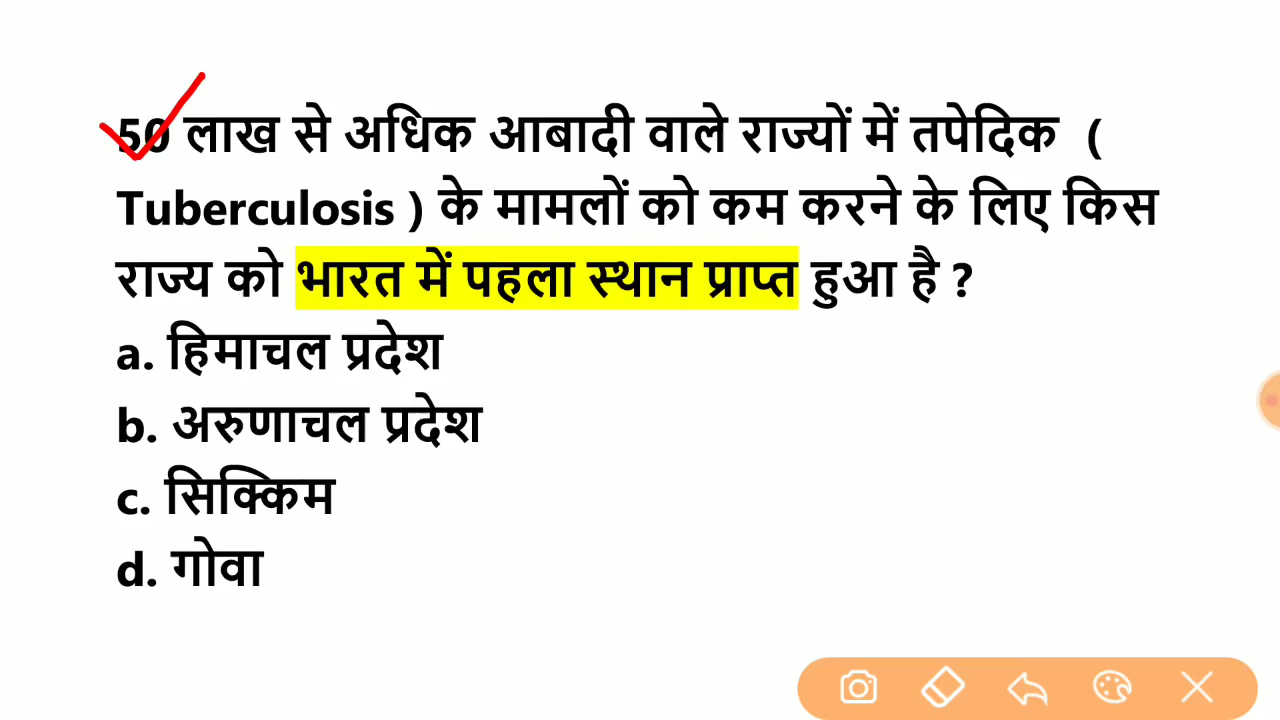 50 लाख से अधिक आबादी वाले राज्यों में तपेदिक (
Tuberculosis ) के मामलों को कम करने के लिए किस
राज्य को भारत में पहला स्थान प्राप्त हुआ है ?
a. हिमाचल प्रदेश
b. अरुणाचल प्रदेश
c. सिक्किम
d. गोवा